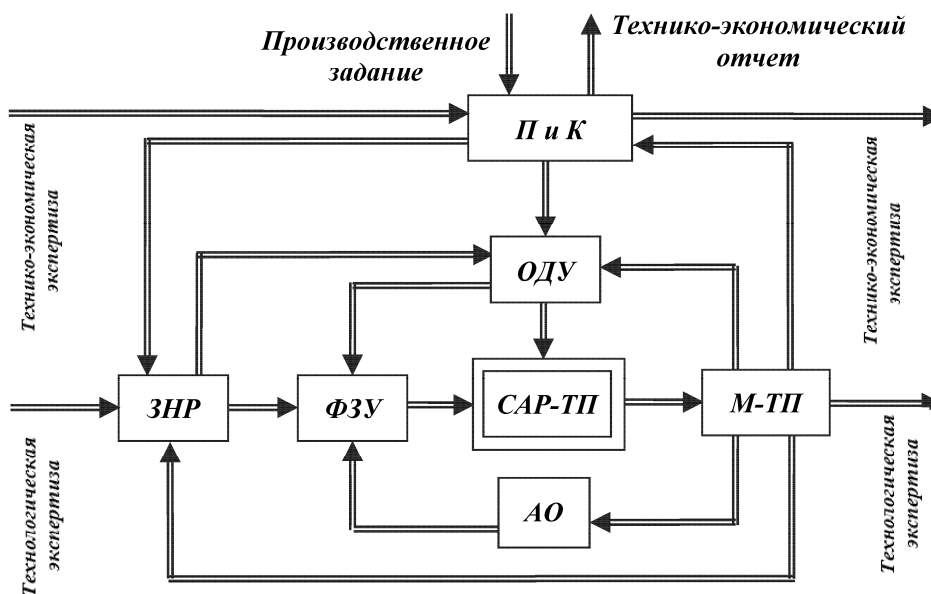 Производственное
задание
Технико-экономический
отчет
П и К
Технико-экономическая
экспертиза
Технико-экономическая
экспертиза
ОДУ
ЗНР
ФЗУ
САР-ТП
М-ТП
АО
Технологическая
экспертиза
Технологическая
экспертиза